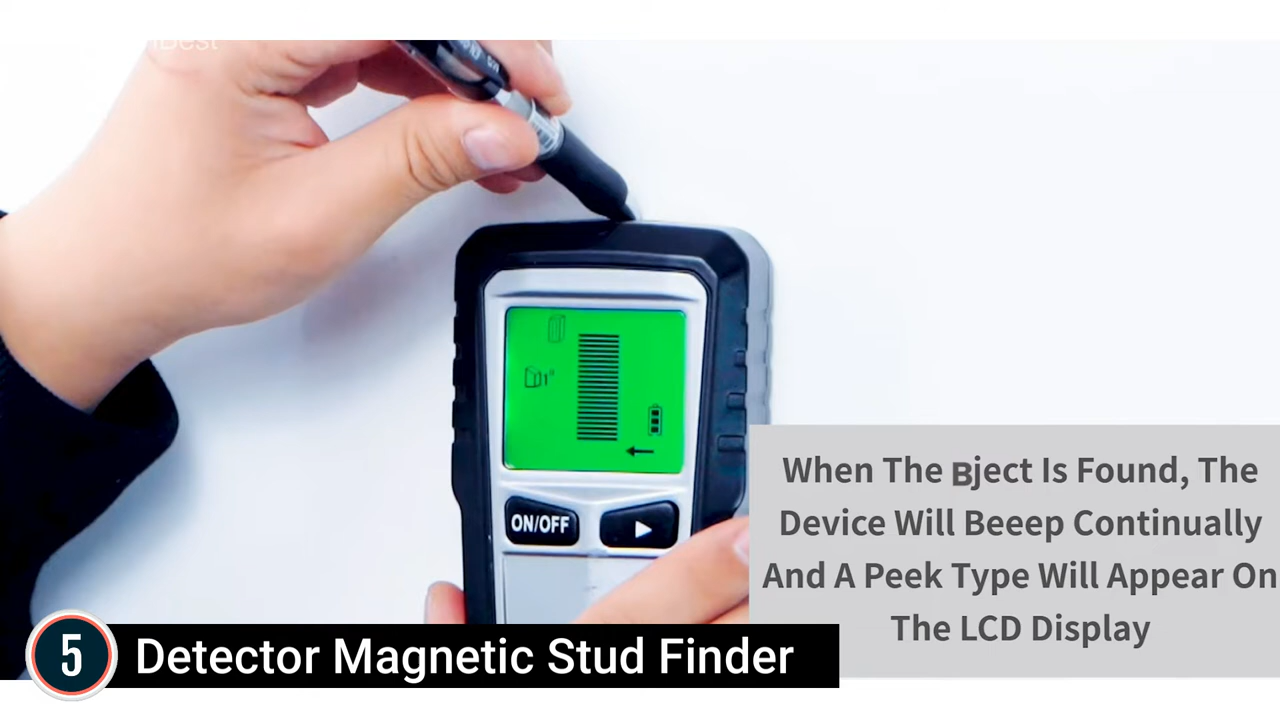 When The Bject Is Found, The
Device Will Beeep Continually
And A Peek Type Will Appear On
The LCD Display
1"
ON/OFF
5 Detector Magnetic Stud Finder